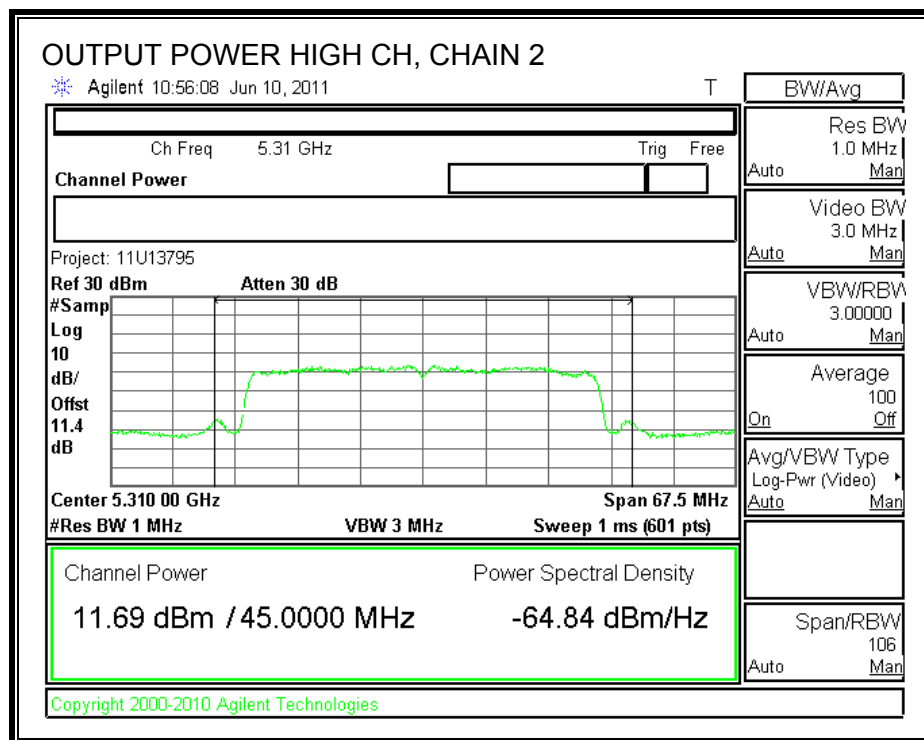 OUTPUT POWER HIGH CH, CHAIN 2
Agilent 10:56:08 Jun 10, 2011 T
BW/Avg
Ch Freq 5.31 GHz Trig Free
Channel Power
Res BW
1.0 MHz
Auto Man
Video BW
3.0 MHz
Auto Man
Project: 11U13795
Ref 30 dBm Atten 30 dB
#Samp
Log
10
dB/
Offst
11.4
dB
VBW/RBW
3.00000
Auto Man
Average
100
On Off
Avg/VBW Type
Log-Pwr (Video)
Auto Man
Center 5.310 00 GHz Span 67.5 MHz
#Res BW 1 MHz VBW 3 MHz Sweep 1 ms (601 pts)
Channel Power Power Spectral Density
11.69 dBm / 45.0000 MHz -64.84 dBm/Hz
Span/RBW
106
Auto Man
Copyright 2000-2010 Agilent Technologies